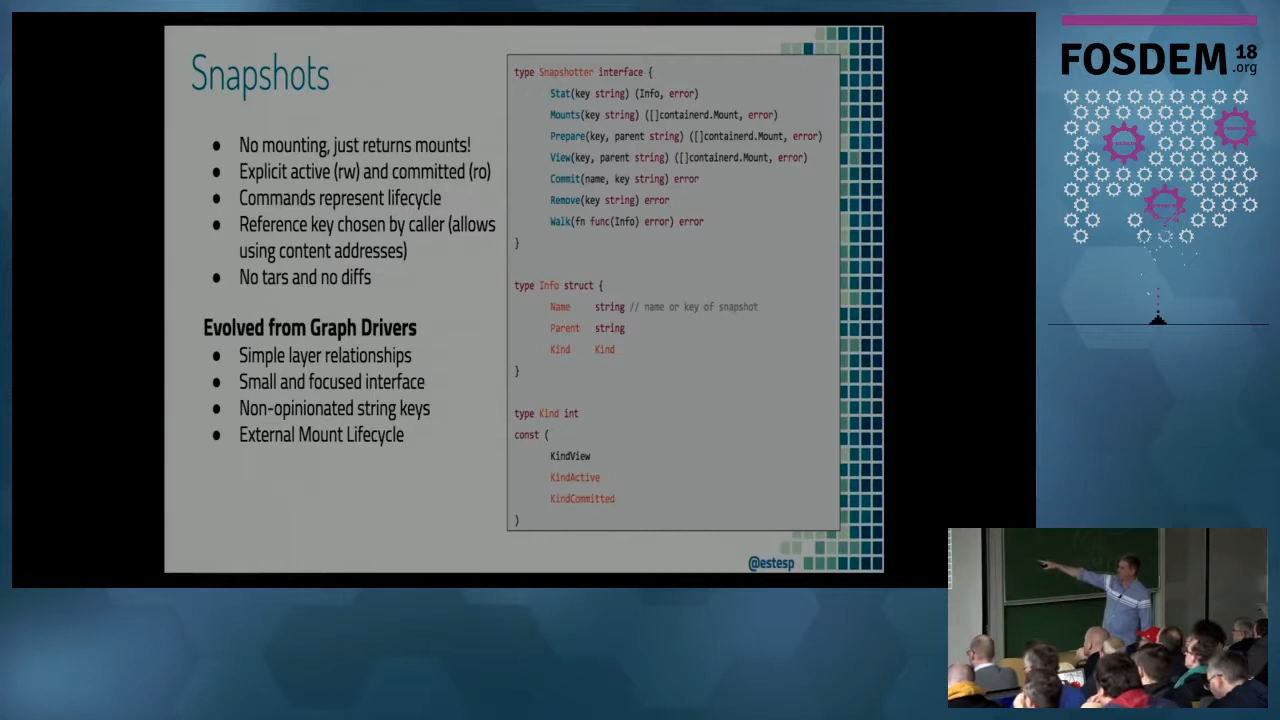 Snapshots
● No mounting, just returns mounts!
● Explicit active (rw) and committed (ro)
● Commands represent lifecycle
● Reference key chosen by caller (allows
using content addresses)
● No tars and no diffs
Evolved from Graph Drivers
● Simple layer relationships
● Small and focused interface
● Non-opinionated string keys
● External Mount Lifecycle
type Snapshotter interface {
Stat(key string) (Info, error)
Mounts(key string) ([]containerd.Mount, error)
Prepare(key, parent string) ([]containerd.Mount, error)
View(key, parent string) ([]containerd.Mount, error)
Commit(name, key string) error
Remove(key string) error
Walk(fn func(Info) error) error
}
type Info struct {
Name string // name or key of snapshot
Parent string
Kind Kind
}
type Kind int
const (
KindView
KindActive
KindCommitted
)
@estesp
FOSDEM 18
.org